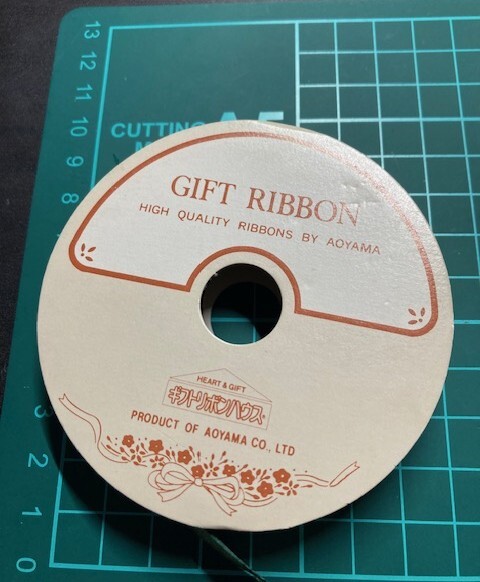 13
12
11
10
9
8
CUTTING
GIFT RIBBON
HIGH QUALITY RIBBONS BY AOYAMA
HEART & GIFT
ギフトリボンハウス
PRODUCT OF AOYAMA CO., LTD
3
2
1
0